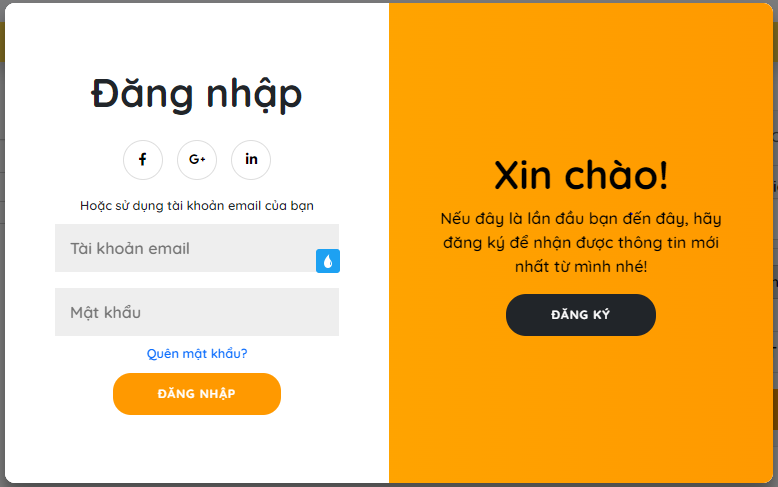 Đăng nhập
f
G+
in
Hoặc sử dụng tài khoản email của bạn
Tài khoản email
Mật khẩu
Quên mật khẩu?
ĐĂNG NHẬP
Xin chào!
Nếu đây là lần đầu bạn đến đây, hãy
đăng ký để nhận được thông tin mới
nhất từ mình nhé!
ĐĂNG KÝ